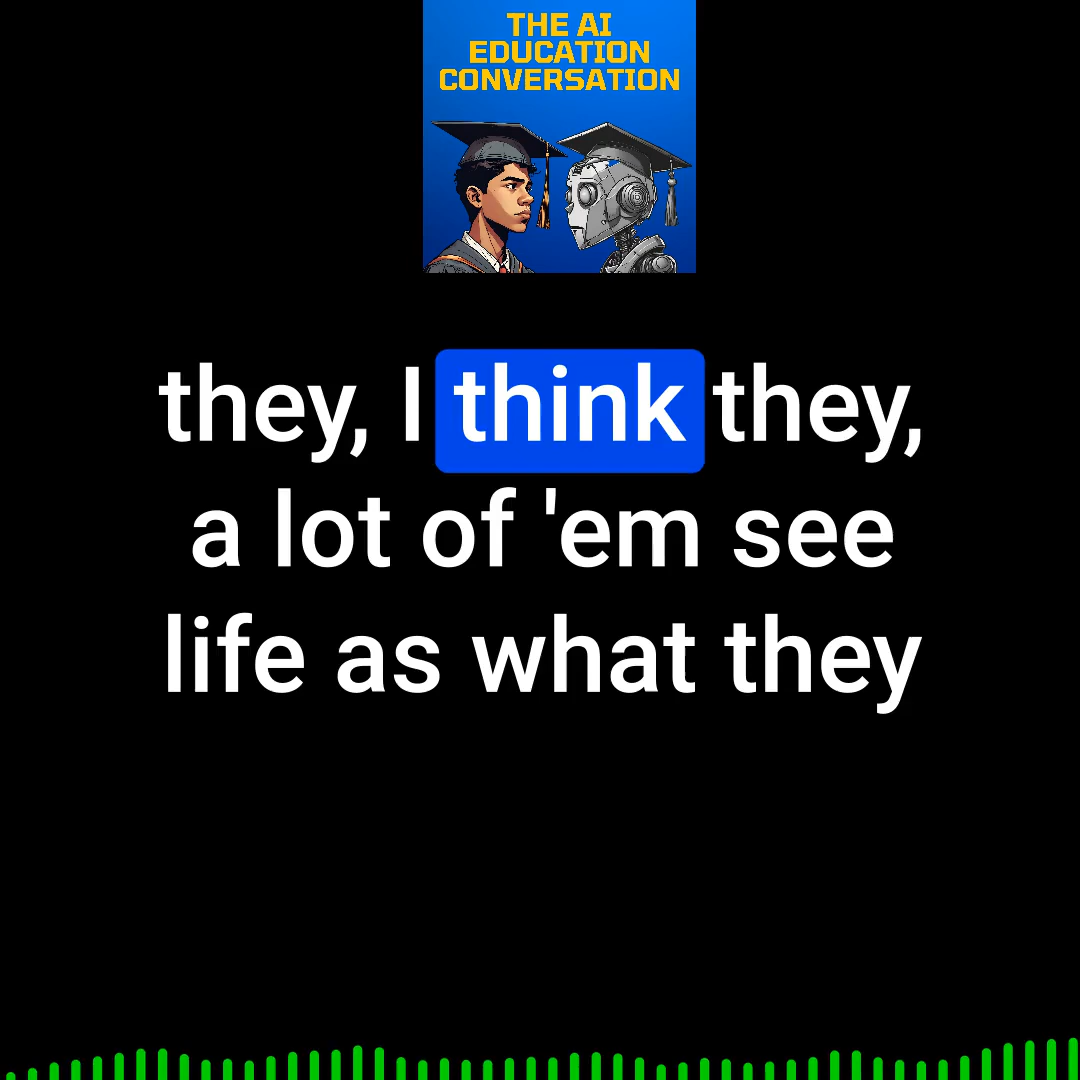 THE AI
EDUCATION
CONVERSATION
they, I think they,
a lot of 'em see
life as what they